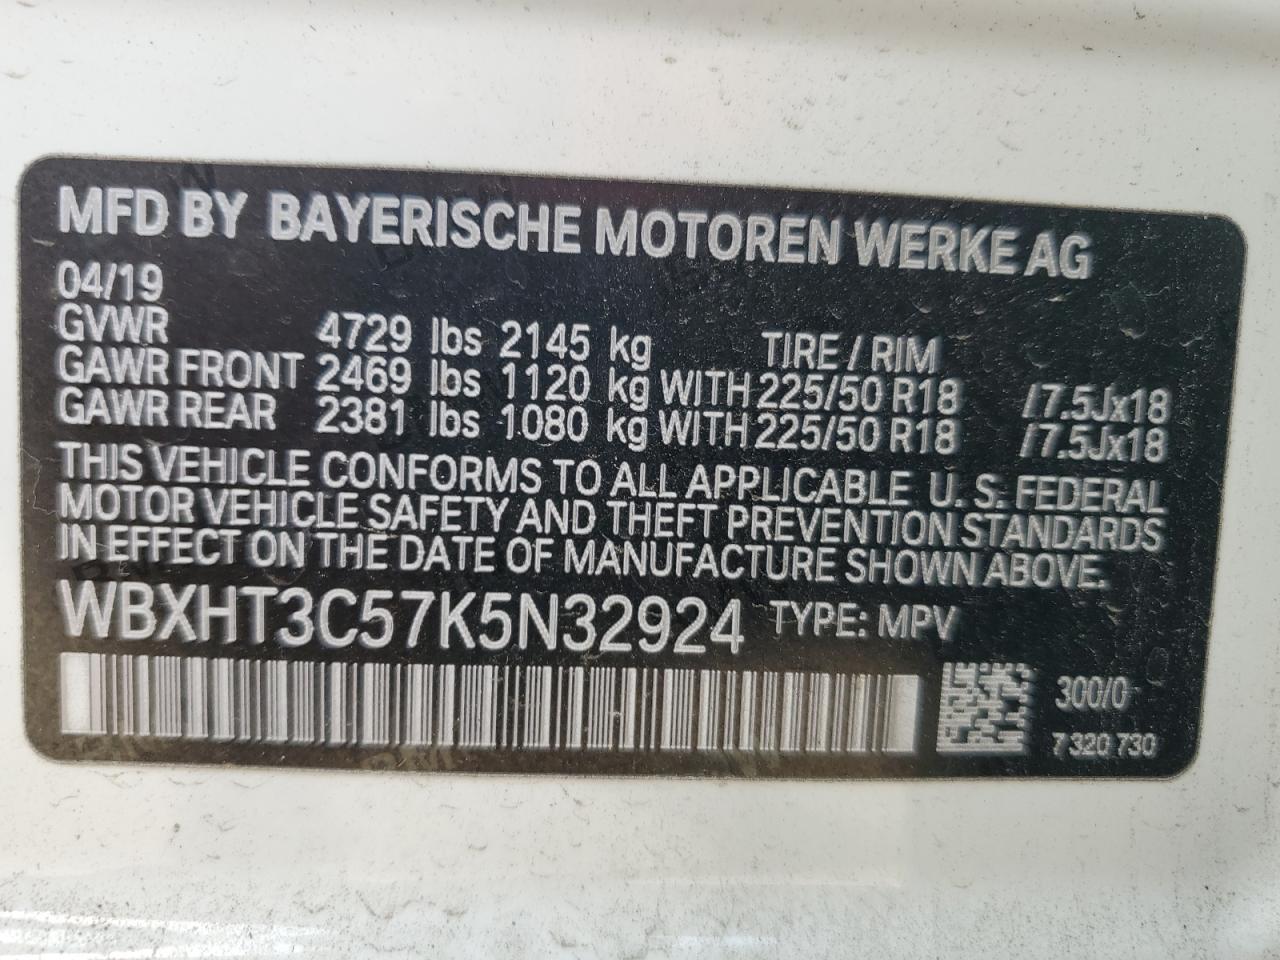 MFD BY BAYERISCHE MOTOREN WERKE AG
04/19
GVWR 4729 lbs 2145 kg TIRE / RIM
GAWR FRONT 2469 lbs 1120 kg WITH 225/50 R18 /7.5Jx18
GAWR REAR 2381 lbs 1080 kg WITH 225/50 R18 /7.5Jx18
THIS VEHICLE CONFORMS TO ALL APPLICABLE U. S. FEDERAL
MOTOR VEHICLE SAFETY AND THEFT PREVENTION STANDARDS
IN EFFECT ON THE DATE OF MANUFACTURE SHOWN ABOVE.
WBXHT3C57K5N32924 TYPE: MPV
300/0
7 320 730